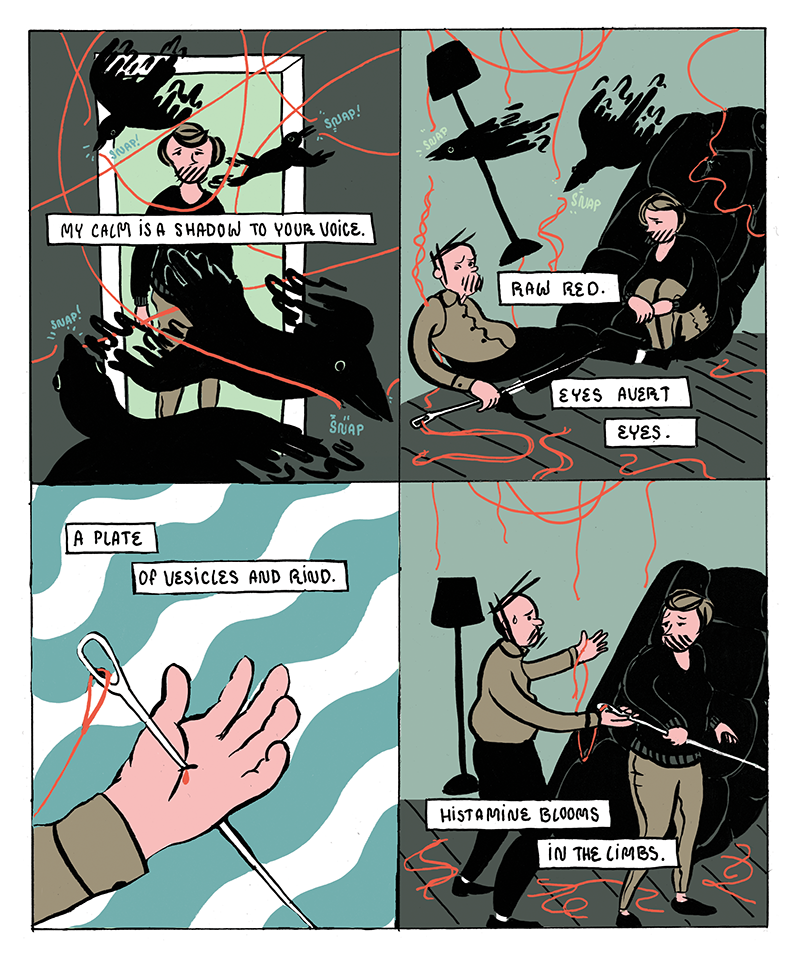 SNAP!
SNAP!
MY CALM IS A SHADOW TO YOUR VOICE.
SNAP!
SNAP
SNAP
SNAP
RAW RED.
EYES AVERT
EYES.
A PLATE
OF VESICLES AND RIND.
HISTAMINE BLOOMS
IN THE LIMBS.